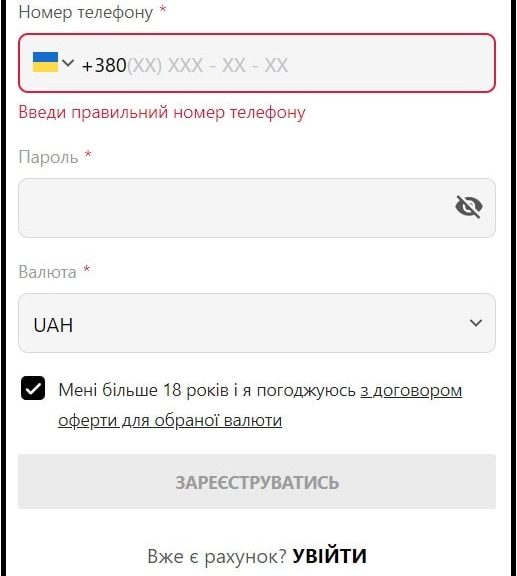 Номер телефону *
+380(XX) XXX - XX - XX
Введи правильний номер телефону
Пароль *
Валюта *
UAH
Мені більше 18 років і я погоджуюсь з договором
оферти для обраної валюти
ЗАРЕЄСТРУВАТИСЬ
Вже є рахунок? УВІЙТИ